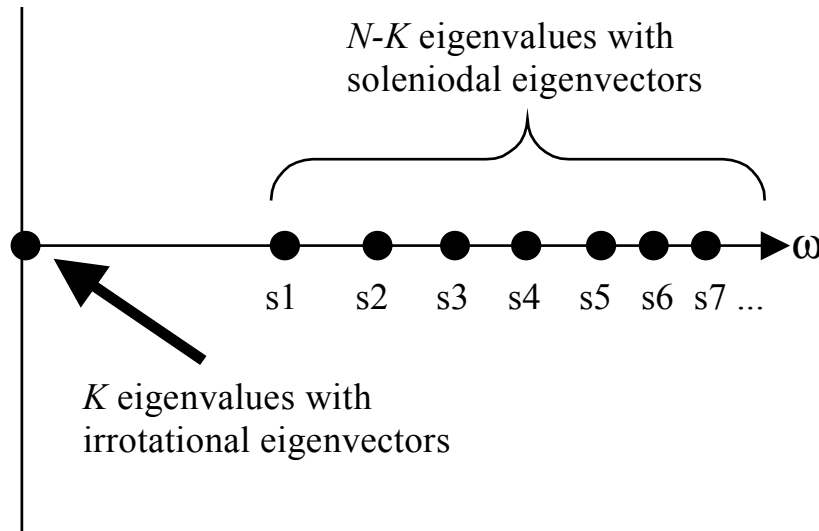 N-K eigenvalues with
soleniodal eigenvectors
ω
s1 s2 s3 s4 s5 s6 s7 ...
K eigenvalues with
irrotational eigenvectors